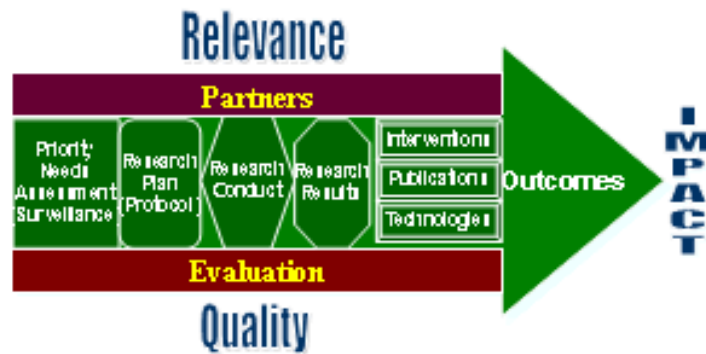 Relevance
Partners
Priority
Needs
Assessment
Surveillance
Research
Plan
(Protocol)
Research
Conduct
Research
Results
Interventions
Publications
Technologies
Outcomes
IMPACT
Evaluation
Quality